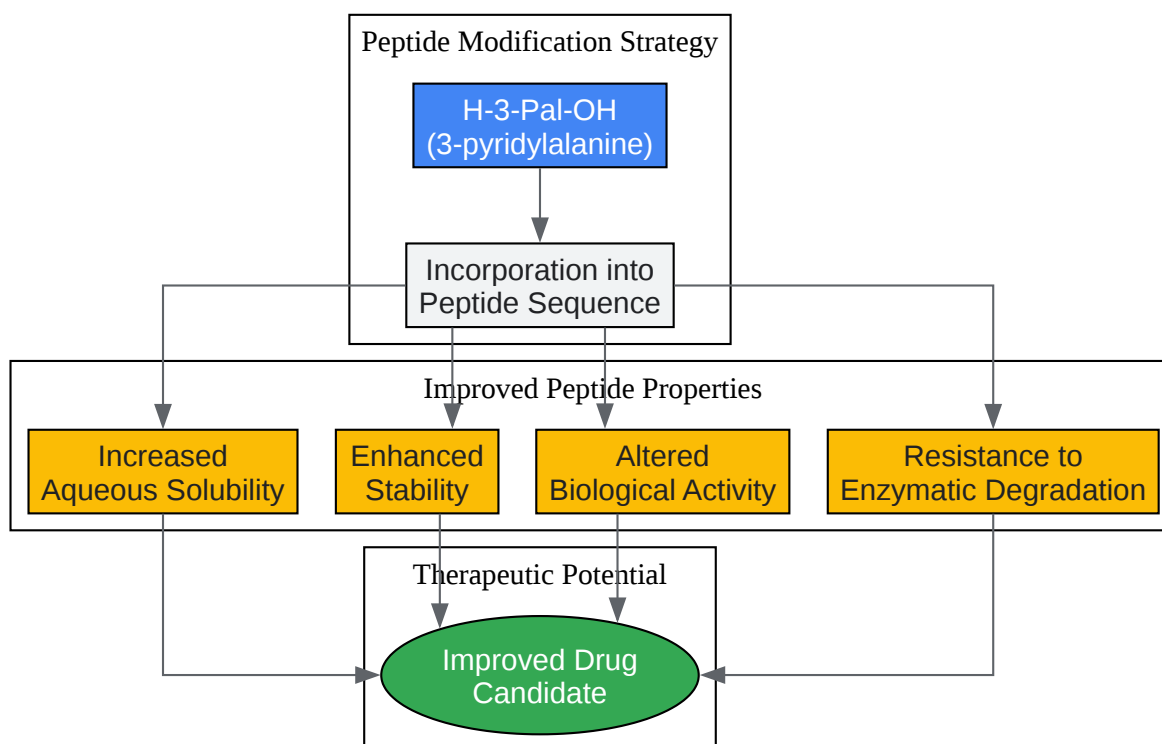 Peptide Modification Strategy
H-3-Pal-OH
(3-pyridylalanine)
Incorporation into
Peptide Sequence
Improved Peptide Properties
Increased
Aqueous Solubility
Enhanced
Stability
Altered
Biological Activity
Resistance to
Enzymatic Degradation
Therapeutic Potential
Improved Drug
Candidate